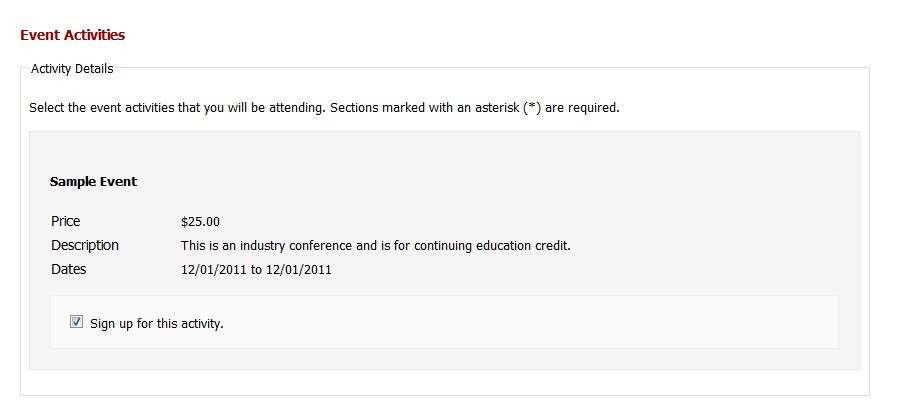 Event Activities
Activity Details
Select the event activities that you will be attending. Sections marked with an asterisk (*) are required.
Sample Event
Price $25.00
Description This is an industry conference and is for continuing education credit.
Dates 12/01/2011 to 12/01/2011
Sign up for this activity.